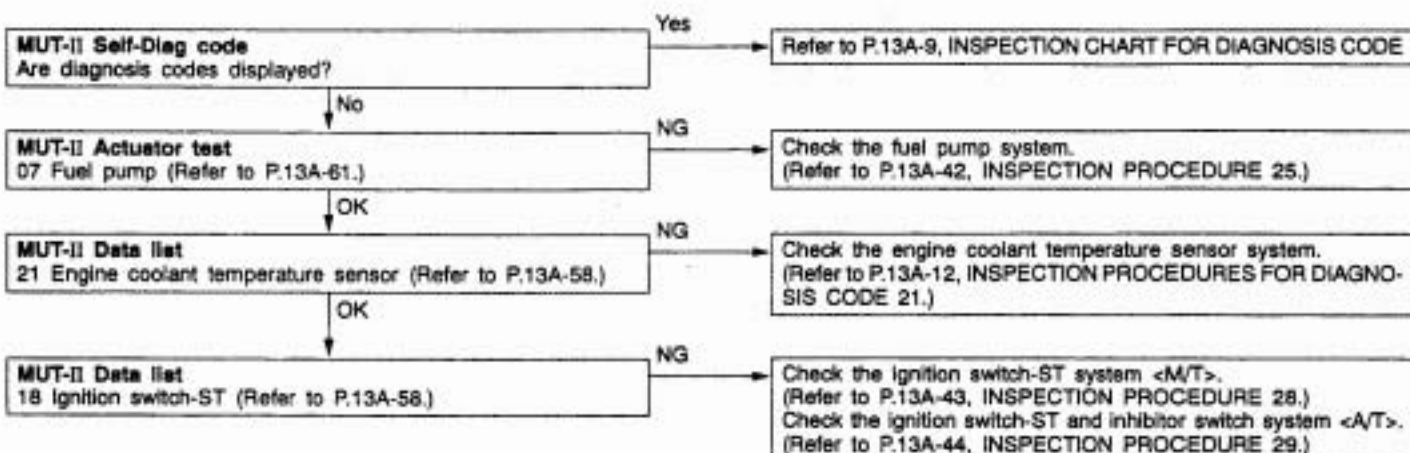 MUT-II Self-Diag code
Are diagnosis codes displayed?
Yes
Refer to P.13A-9, INSPECTION CHART FOR DIAGNOSIS CODE
No
MUT-II Actuator test
07 Fuel pump (Refer to P.13A-61.)
NG
Check the fuel pump system.
(Refer to P.13A-42, INSPECTION PROCEDURE 25.)
OK
MUT-II Data list
21 Engine coolant temperature sensor (Refer to P.13A-58.)
NG
Check the engine coolant temperature sensor system.
(Refer to P.13A-12, INSPECTION PROCEDURES FOR DIAGNO-
SIS CODE 21.)
OK
MUT-II Data list
18 Ignition switch-ST (Refer to P.13A-58.)
NG
Check the ignition switch-ST system <M/T>.
(Refer to P.13A-43, INSPECTION PROCEDURE 28.)
Check the ignition switch-ST and inhibitor switch system <A/T>.
(Refer to P.13A-44, INSPECTION PROCEDURE 29.)